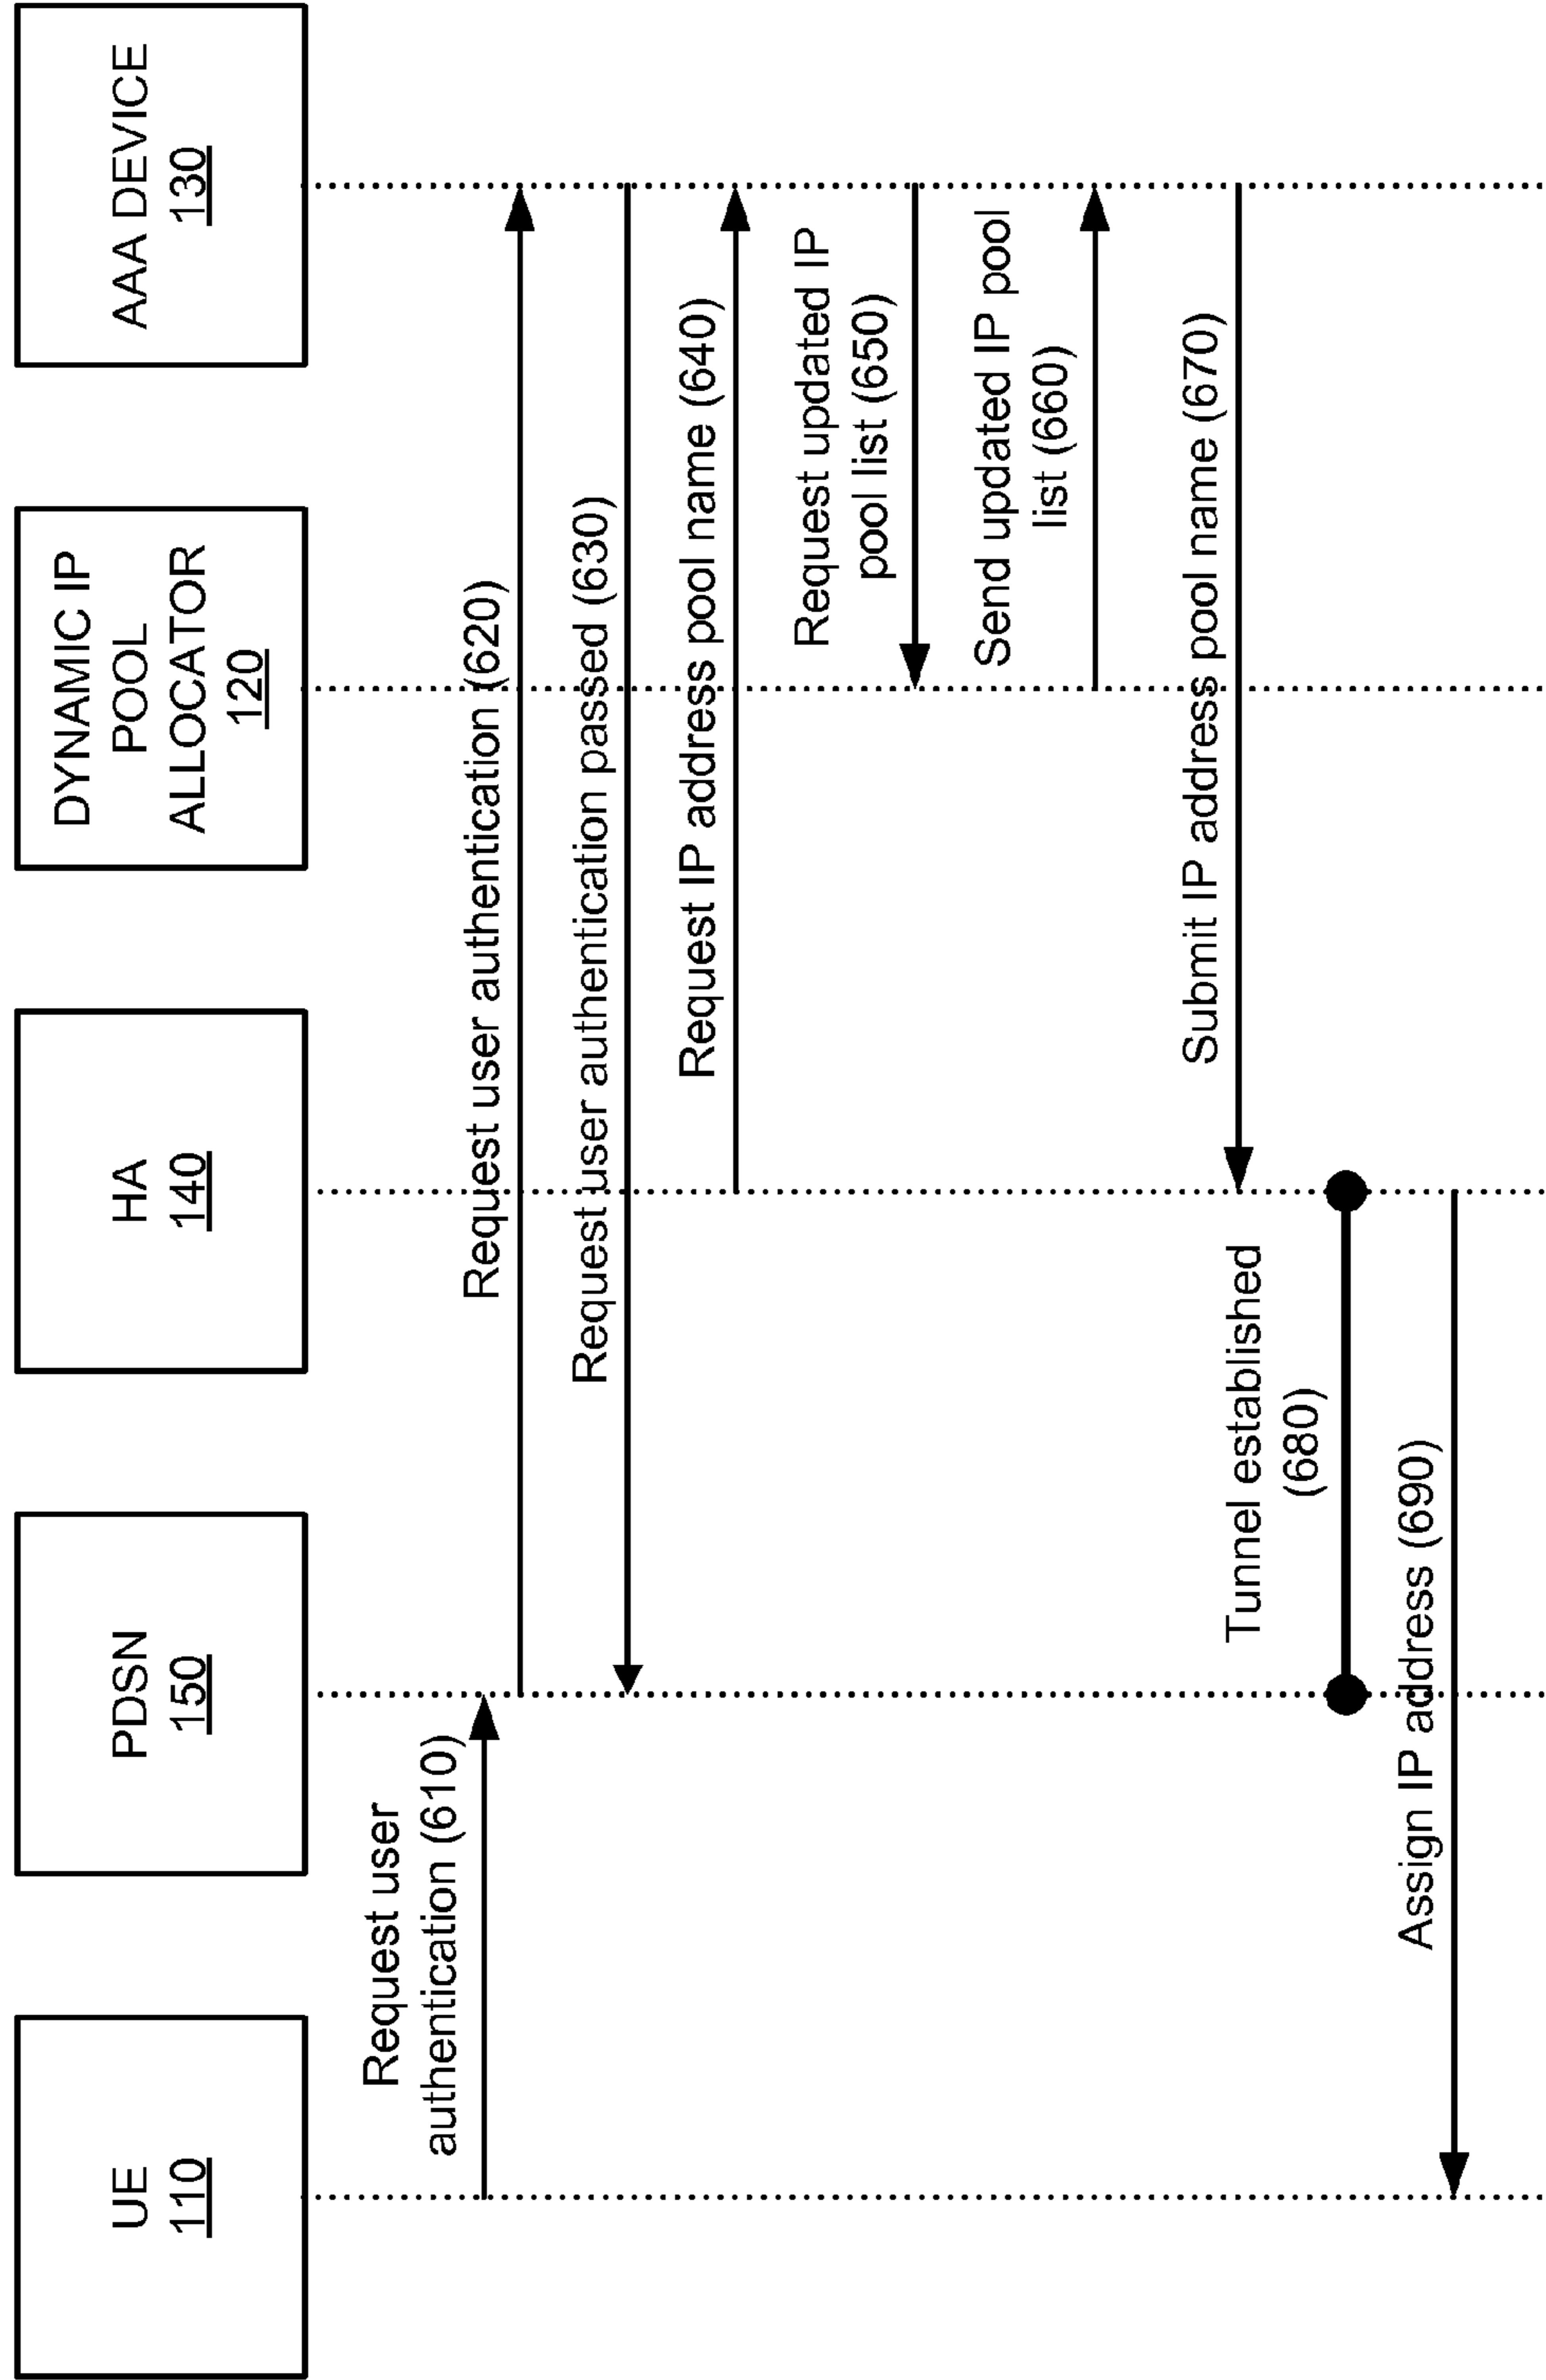 UE
110
PDSN
150
HA
140
DYNAMIC IP
POOL
ALLOCATOR
120
AAA DEVICE
130
Request user
authentication (610)
Request user authentication (620)
Request user authentication passed (630)
Request IP address pool name (640)
Request updated IP
pool list (650)
Send updated IP pool
list (660)
Submit IP address pool name (670)
Tunnel established
(680)
Assign IP address (690)